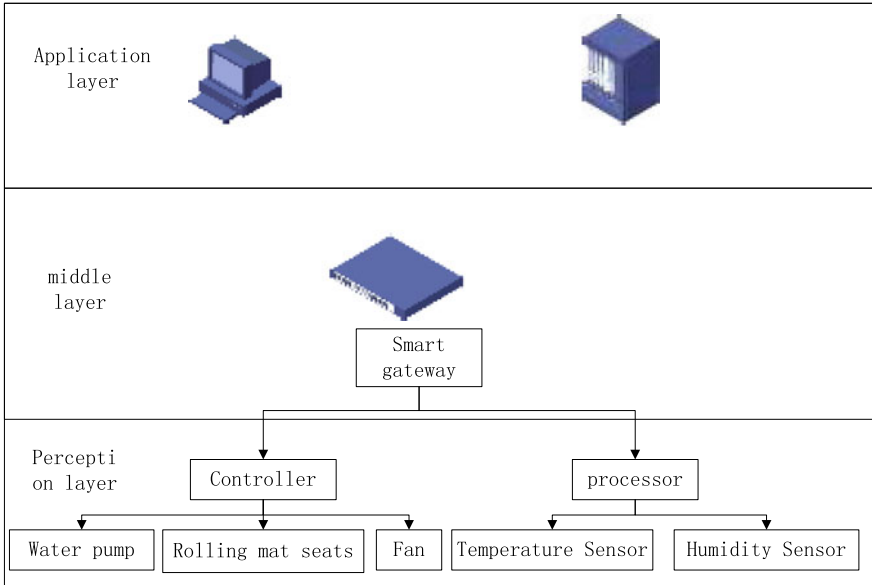 Application
layer
middle
layer
Smart
gateway
Percepti
on layer
Controller
processor
Water pump
Rolling mat seats
Fan
Temperature Sensor
Humidity Sensor